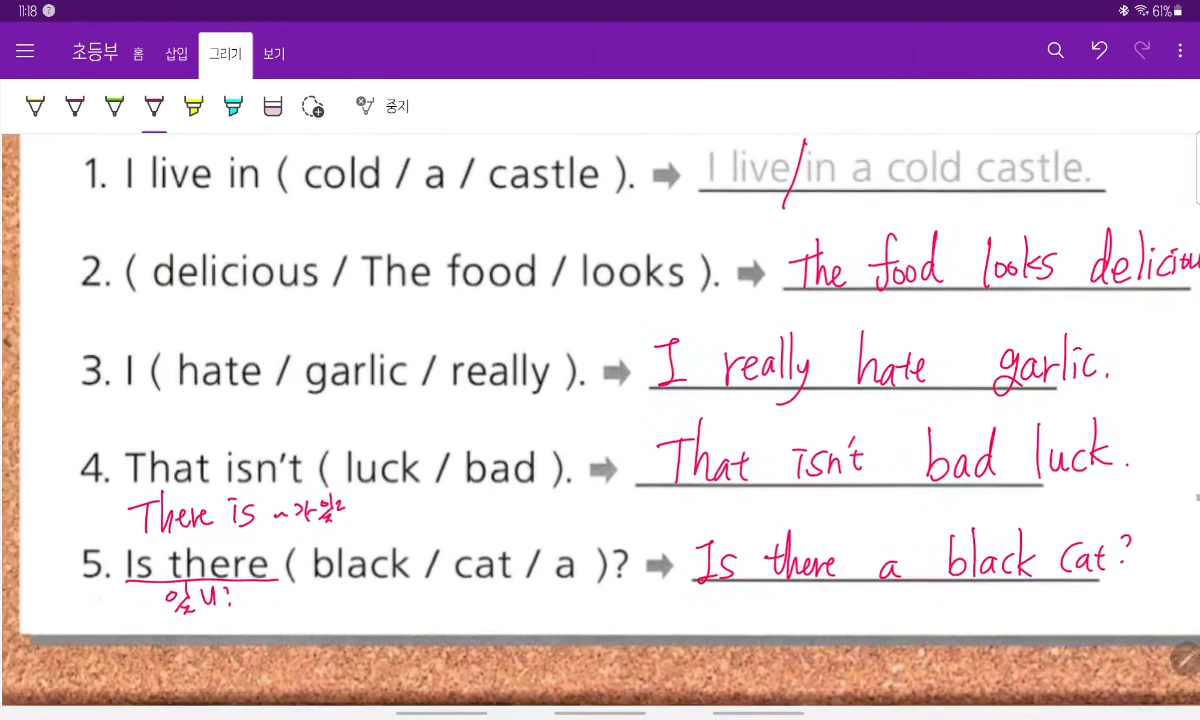 11:18 7 61%
초등부 홈 삽입 그리기 보기
중지
1. I live in ( cold / a / castle ). ➡ I live/in a cold castle.
2. ( delicious / The food / looks ). ➡ The food looks
3. I ( hate / garlic / really ). ➡ I really hate garlic.
4. That isn't ( luck / bad ). ➡ That isn't bad luck.
There is ~가 있
5. Is there ( black / cat / a )? ➡ Is there a black cat?
있니?